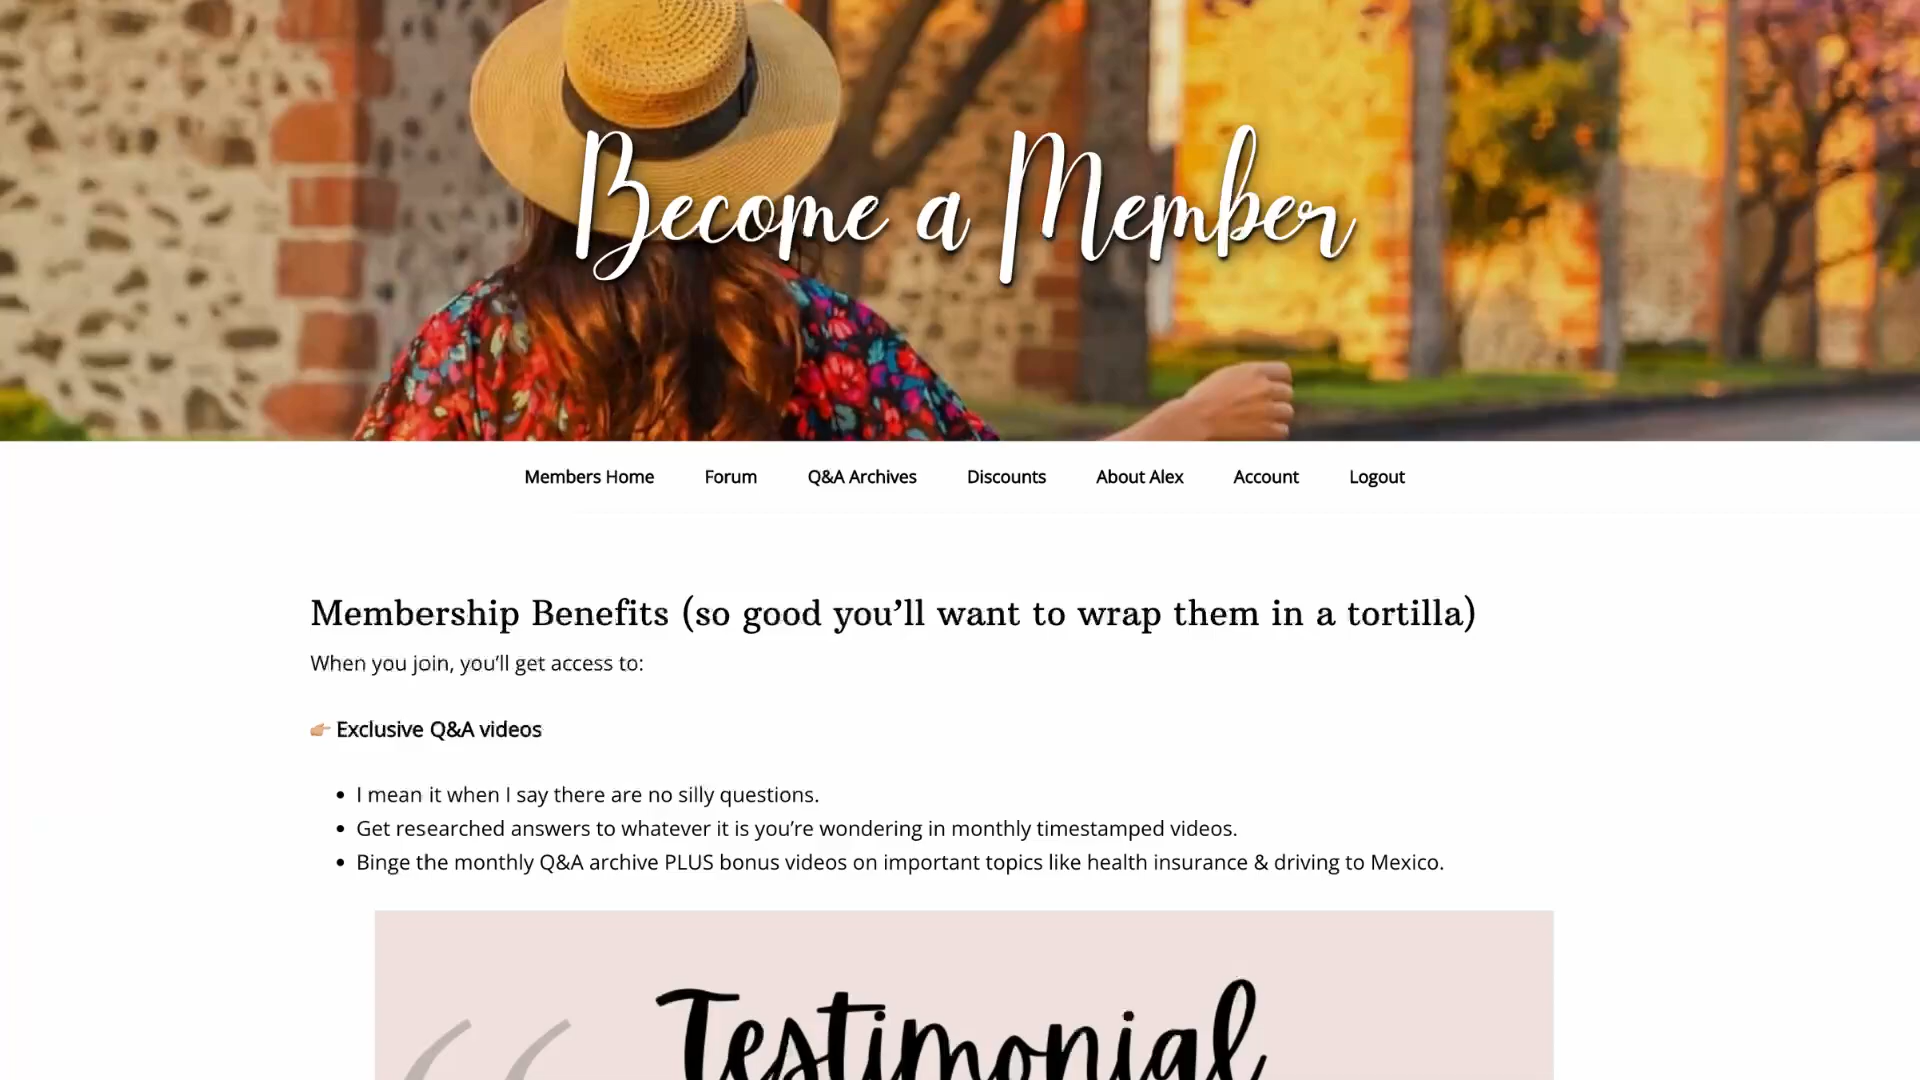 Become a Member
Members Home Forum Q&A Archives Discounts About Alex Account Logout
Membership Benefits (so good you’ll want to wrap them in a tortilla)
When you join, you’ll get access to:
👉🏼 Exclusive Q&A videos
• I mean it when I say there are no silly questions.
• Get researched answers to whatever it is you’re wondering in monthly timestamped videos.
• Binge the monthly Q&A archive PLUS bonus videos on important topics like health insurance & driving to Mexico.
“ Testimonial